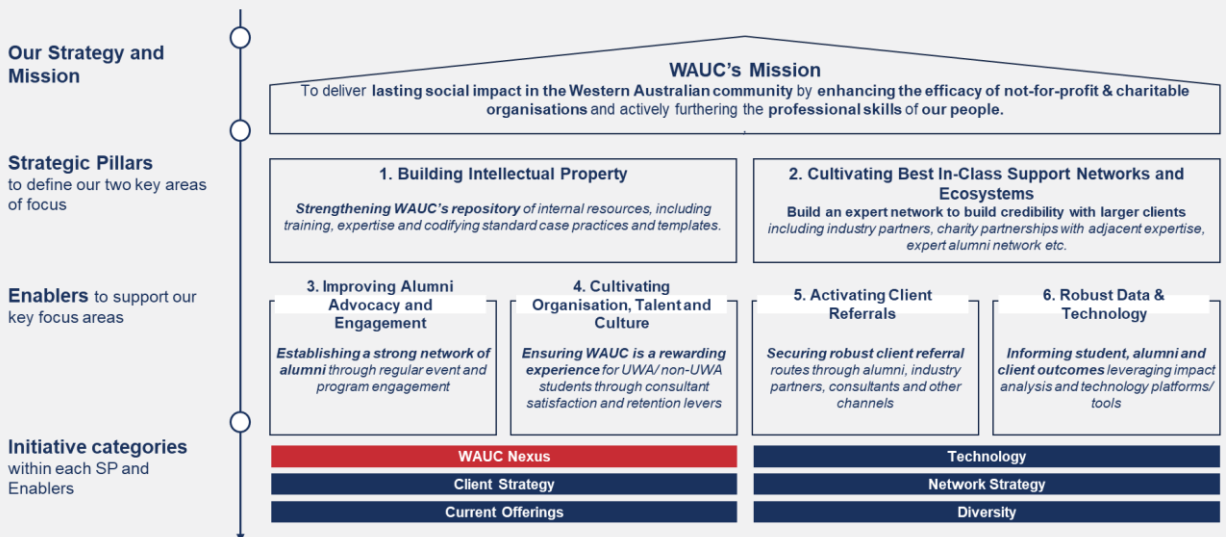 Our Strategy and
Mission
WAUC's Mission
To deliver lasting social impact in the Western Australian community by enhancing the efficacy of not-for-profit & charitable
organisations and actively furthering the professional skills of our people.
Strategic Pillars
to define our two key areas
of focus
1. Building Intellectual Property
Strengthening WAUC's repository of internal resources, including
training, expertise and codifying standard case practices and templates.
2. Cultivating Best In-Class Support Networks and
Ecosystems
Build an expert network to build credibility with larger clients
including industry partners, charity partnerships with adjacent expertise,
expert alumni network etc.
Enablers to support our
key focus areas
3. Improving Alumni
Advocacy and
Engagement
Establishing a strong network of
alumni through regular event and
program engagement
4. Cultivating
Organisation, Talent and
Culture
Ensuring WAUC is a rewarding
experience for UWA/ non-UWA
students through consultant
satisfaction and retention levers
5. Activating Client
Referrals
Securing robust client referral
routes through alumni, industry
partners, consultants and other
channels
6. Robust Data &
Technology
Informing student, alumni and
client outcomes leveraging impact
analysis and technology platforms/
tools
Initiative categories
within each SP and
Enablers
WAUC Nexus
Client Strategy
Current Offerings
Technology
Network Strategy
Diversity